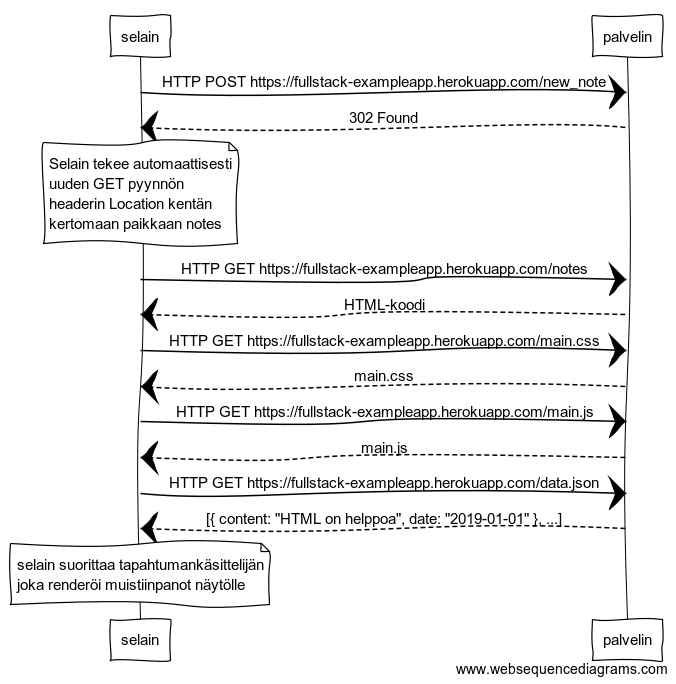 selain palvelin
HTTP POST https://fullstack-exampleapp.herokuapp.com/new_note
302 Found
Selain tekee automaattisesti
uuden GET pyynnön
headerin Location kentän
kertomaan paikkaan notes
HTTP GET https://fullstack-exampleapp.herokuapp.com/notes
HTML-koodi
HTTP GET https://fullstack-exampleapp.herokuapp.com/main.css
main.css
HTTP GET https://fullstack-exampleapp.herokuapp.com/main.js
main.js
HTTP GET https://fullstack-exampleapp.herokuapp.com/data.json
[{ content: "HTML on helppoa", date: "2019-01-01" }, ...]
selain suorittaa tapahtumankäsittelijän
joka renderöi muistiinpanot näytölle
selain palvelin
www.websequencediagrams.com